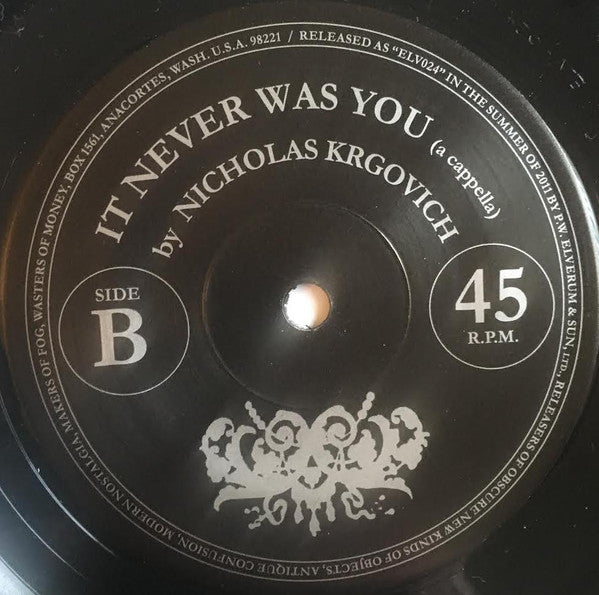 IT NEVER WAS YOU (a cappella)
by NICHOLAS KRGOVICH
SIDE
B
45
R.P.M.
RELEASED AS "ELV024" IN THE SUMMER OF 2011 BY P.W. ELVERUM & SUN, LTD., RELEASERS OF OBSCURE NEW KINDS OF OBJECTS, ANTIQUE CONFUSION, MODERN NOSTALGIA, MAKERS OF FOG, WASTERS OF MONEY, BOX 1561, ANACORTES, WASH. U.S.A. 98221 /